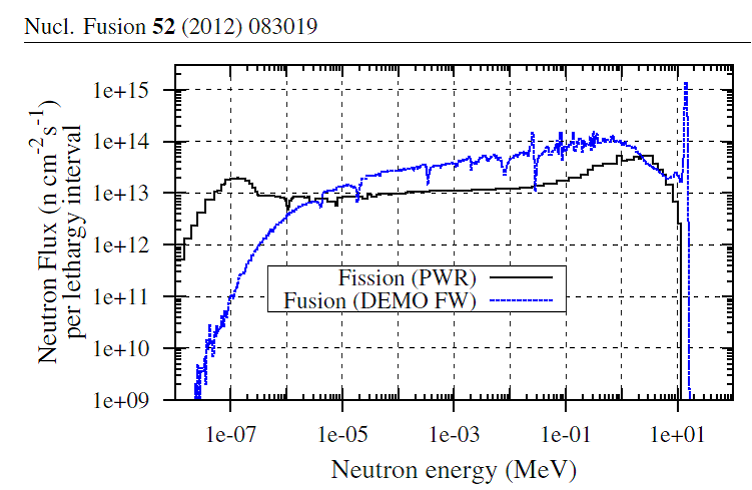 Nucl. Fusion 52 (2012) 083019
Neutron Flux (n cm-2s-1)
per lethargy interval
1e+15
1e+14
1e+13
1e+12
1e+11
1e+10
1e+09
Fission (PWR)
Fusion (DEMO FW)
1e-07 1e-05 1e-03 1e-01 1e+01
Neutron energy (MeV)